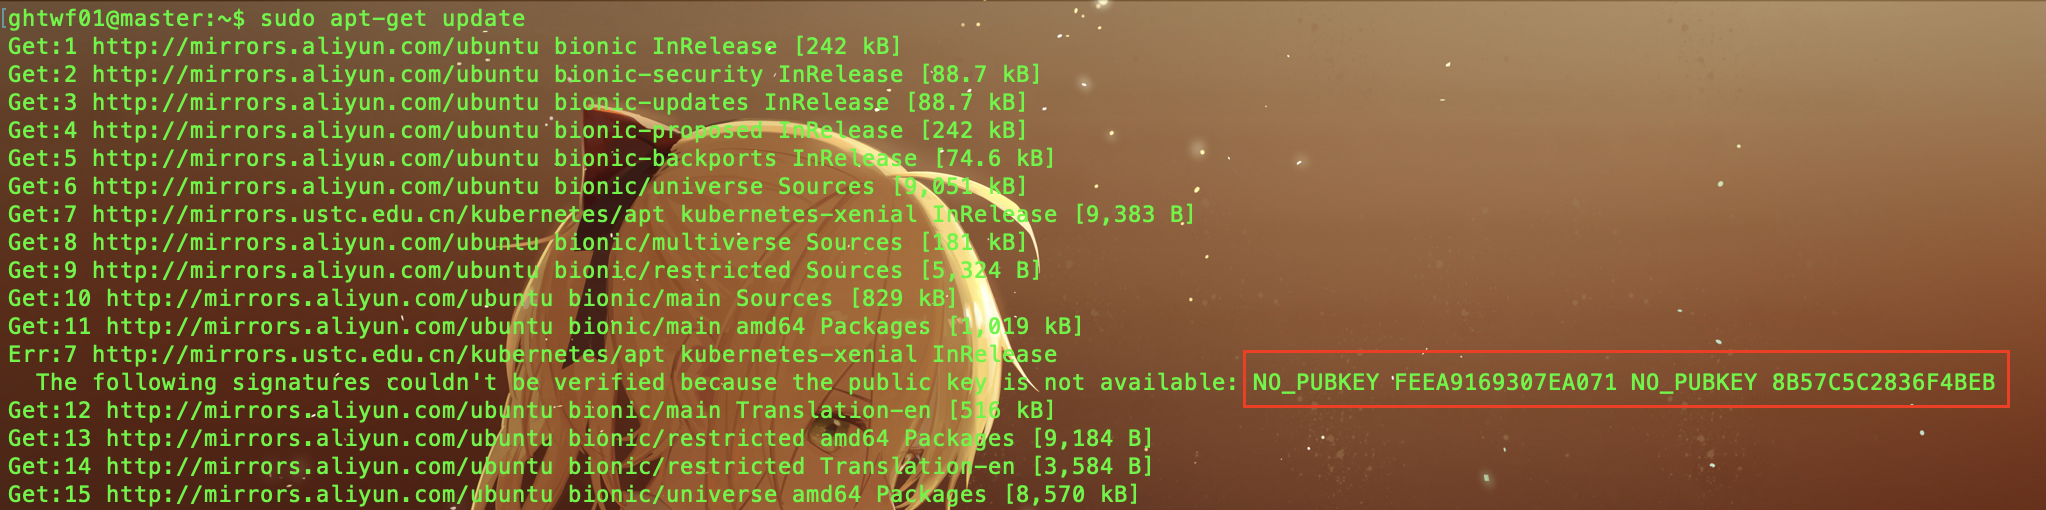 [ghtwf01@master:~$ sudo apt-get update
Get:1 http://mirrors.aliyun.com/ubuntu bionic InRelease [242 kB]
Get:2 http://mirrors.aliyun.com/ubuntu bionic-security InRelease [88.7 kB]
Get:3 http://mirrors.aliyun.com/ubuntu bionic-updates InRelease [88.7 kB]
Get:4 http://mirrors.aliyun.com/ubuntu bionic-proposed InRelease [242 kB]
Get:5 http://mirrors.aliyun.com/ubuntu bionic-backports InRelease [74.6 kB]
Get:6 http://mirrors.aliyun.com/ubuntu bionic/universe Sources [9,051 kB]
Get:7 http://mirrors.ustc.edu.cn/kubernetes/apt kubernetes-xenial InRelease [9,383 B]
Get:8 http://mirrors.aliyun.com/ubuntu bionic/multiverse Sources [181 kB]
Get:9 http://mirrors.aliyun.com/ubuntu bionic/restricted Sources [5,324 B]
Get:10 http://mirrors.aliyun.com/ubuntu bionic/main Sources [829 kB]
Get:11 http://mirrors.aliyun.com/ubuntu bionic/main amd64 Packages [1,019 kB]
Err:7 http://mirrors.ustc.edu.cn/kubernetes/apt kubernetes-xenial InRelease
  The following signatures couldn't be verified because the public key is not available: NO_PUBKEY FEEA9169307EA071 NO_PUBKEY 8B57C5C2836F4BEB
Get:12 http://mirrors.aliyun.com/ubuntu bionic/main Translation-en [516 kB]
Get:13 http://mirrors.aliyun.com/ubuntu bionic/restricted amd64 Packages [9,184 B]
Get:14 http://mirrors.aliyun.com/ubuntu bionic/restricted Translation-en [3,584 B]
Get:15 http://mirrors.aliyun.com/ubuntu bionic/universe amd64 Packages [8,570 kB]